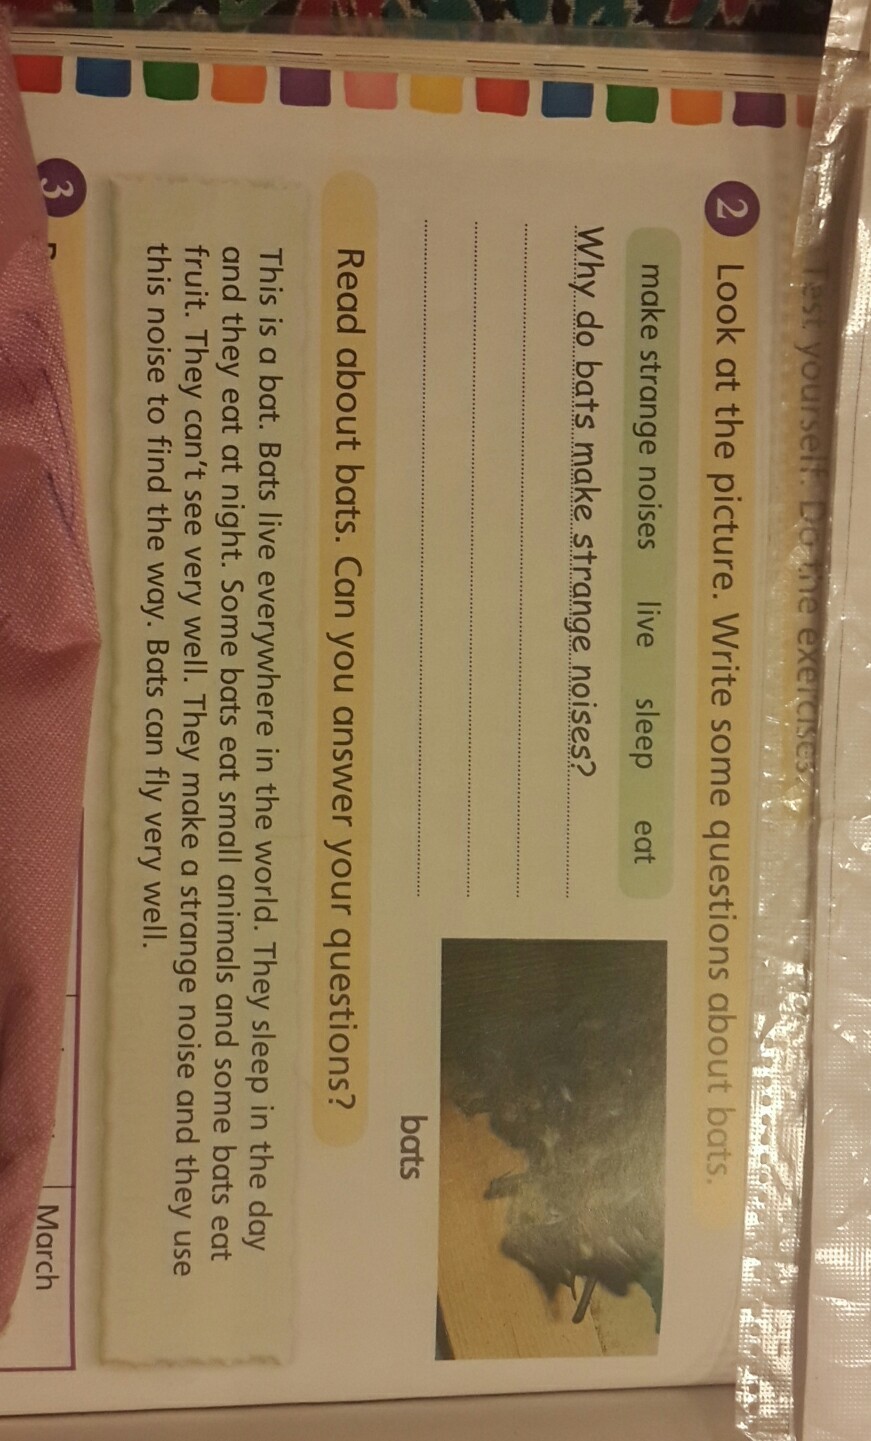 Test yourself. Do the exercises.
2 Look at the picture. Write some questions about bats.
make strange noises live sleep eat
Why do bats make strange noises?
bats
Read about bats. Can you answer your questions?
This is a bat. Bats live everywhere in the world. They sleep in the day
and they eat at night. Some bats eat small animals and some bats eat
fruit. They can't see very well. They make a strange noise and they use
this noise to find the way. Bats can fly very well.
3
March